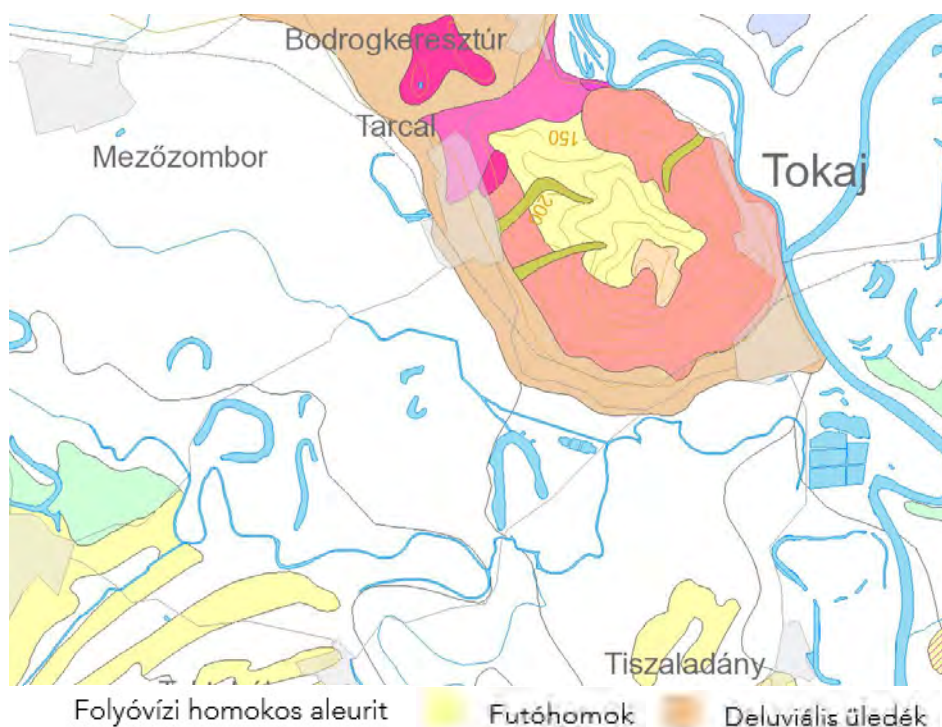 Bodrogkeresztúr
Tarcal
150
Mezőzombor
Tokaj
200
Tiszaladány
Folyóvízi homokos aleurit
Futóhomok
Deluviális üledék